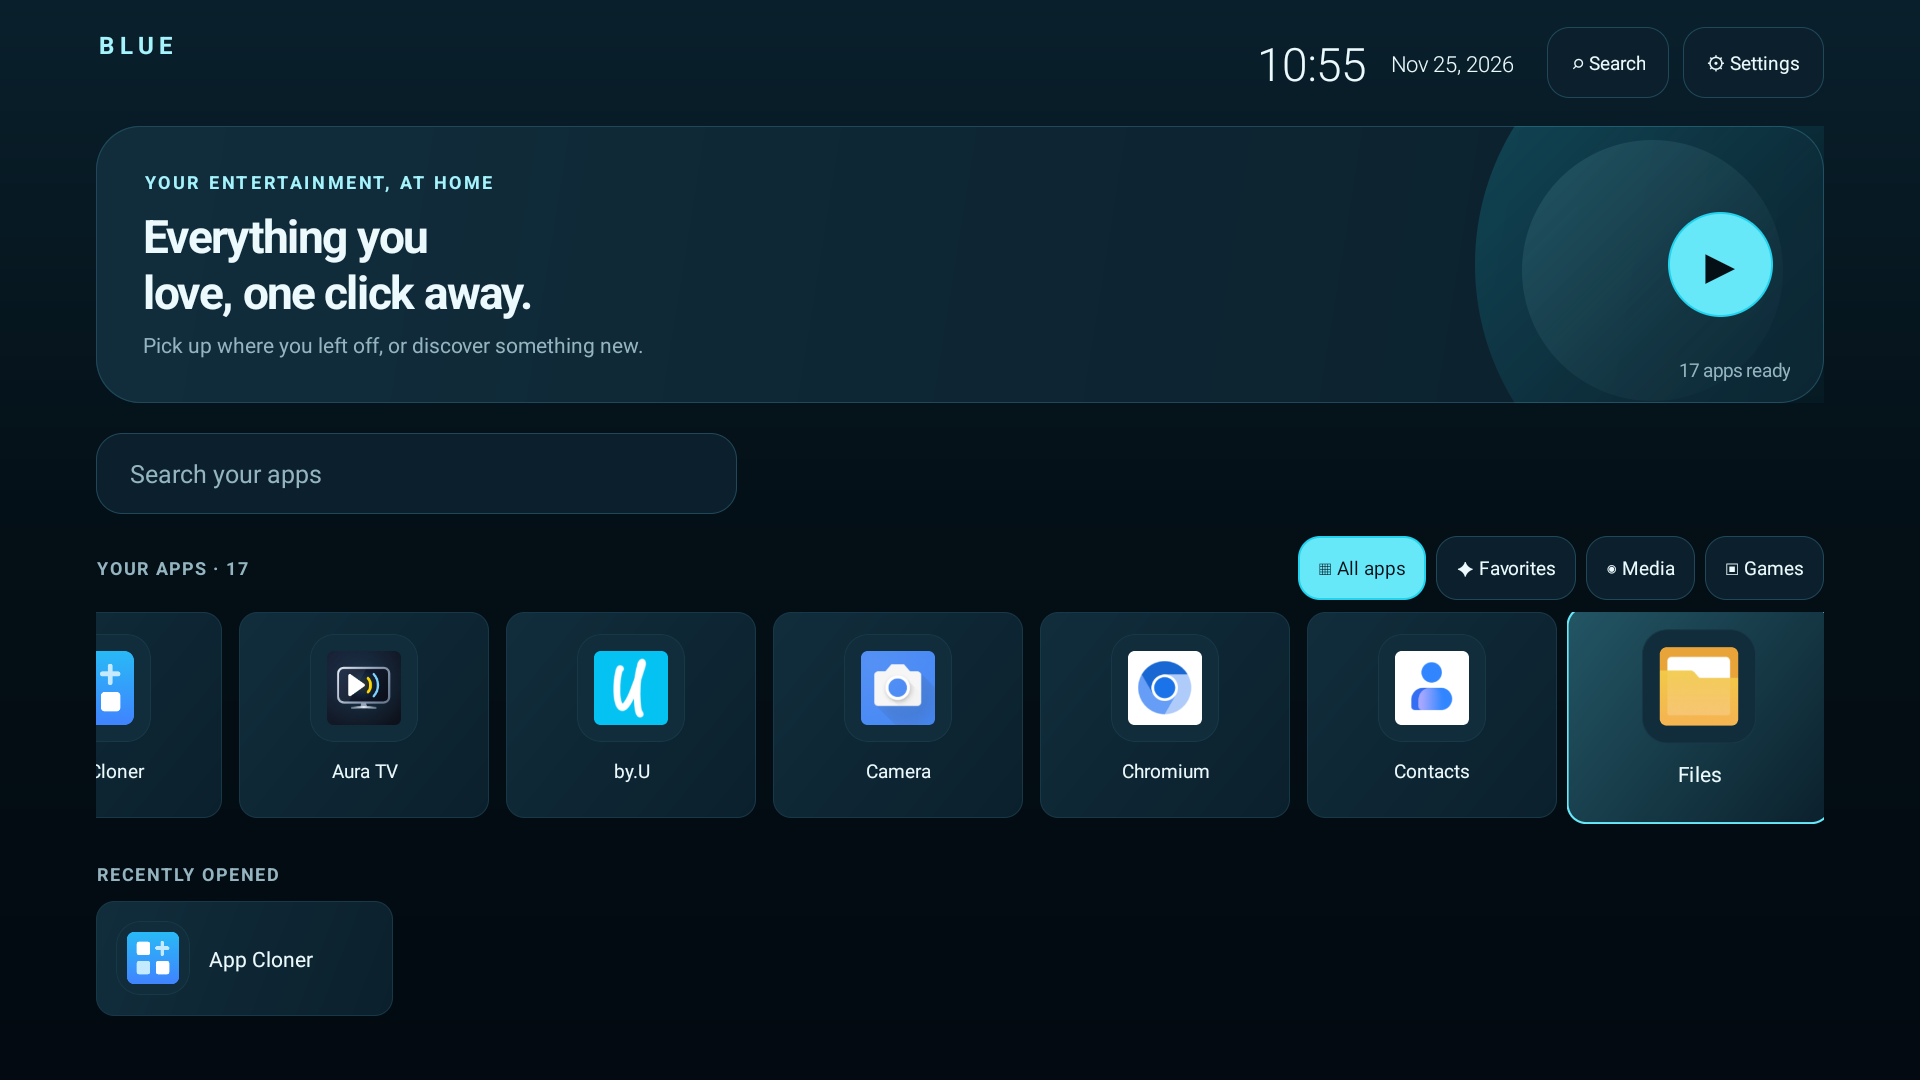 BLUE
10:55
Nov 25, 2026
Search
Settings
YOUR ENTERTAINMENT, AT HOME
Everything you
love, one click away.
Pick up where you left off, or discover something new.
17 apps ready
Search your apps
YOUR APPS · 17
All apps
Favorites
Media
Games
Cloner
Aura TV
by.U
Camera
Chromium
Contacts
Files
RECENTLY OPENED
App Cloner